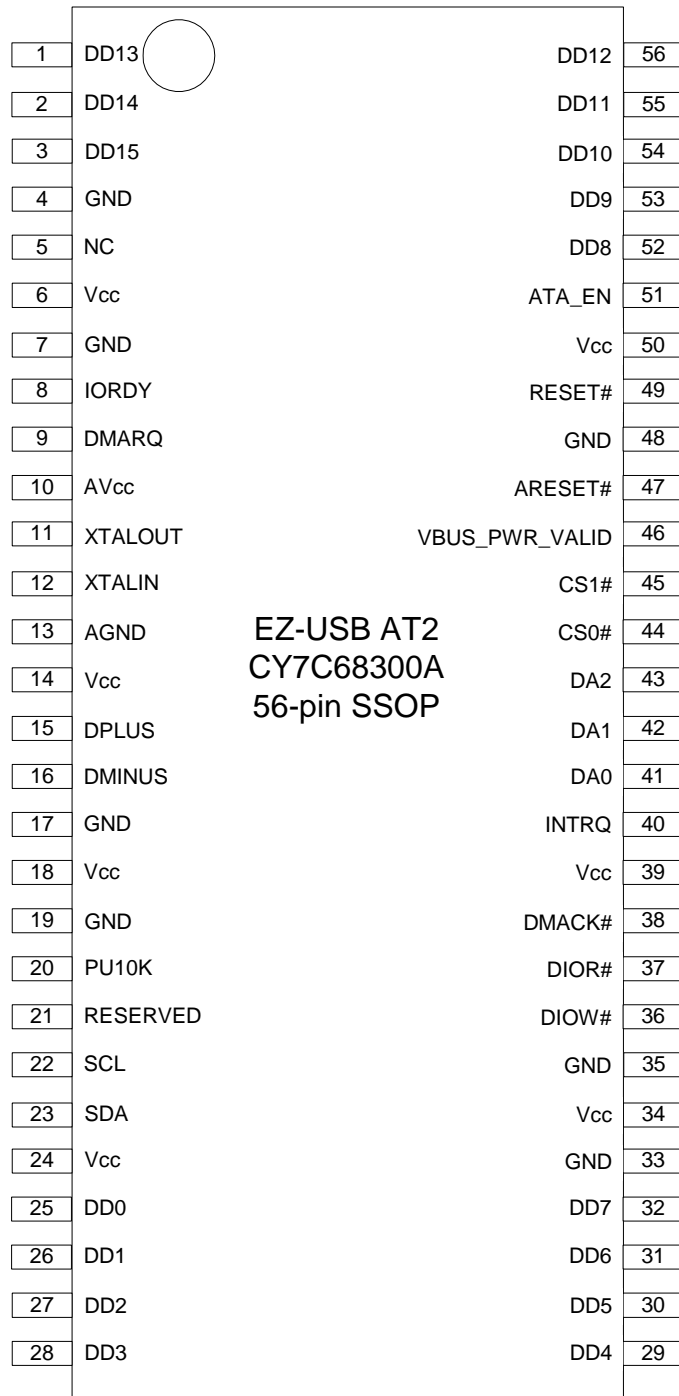 1 DD13 DD12 56
2 DD14 DD11 55
3 DD15 DD10 54
4 GND DD9 53
5 NC DD8 52
6 Vcc ATA_EN 51
7 GND Vcc 50
8 IORDY RESET# 49
9 DMARQ GND 48
10 AVcc ARESET# 47
11 XTALOUT VBUS_PWR_VALID 46
12 XTALIN CS1# 45
13 AGND EZ-USB AT2 CS0# 44
CY7C68300A
14 Vcc 56-pin SSOP DA2 43
15 DPLUS DA1 42
16 DMINUS DA0 41
17 GND INTRQ 40
18 Vcc Vcc 39
19 GND DMACK# 38
20 PU10K DIOR# 37
21 RESERVED DIOW# 36
22 SCL GND 35
23 SDA Vcc 34
24 Vcc GND 33
25 DD0 DD7 32
26 DD1 DD6 31
27 DD2 DD5 30
28 DD3 DD4 29